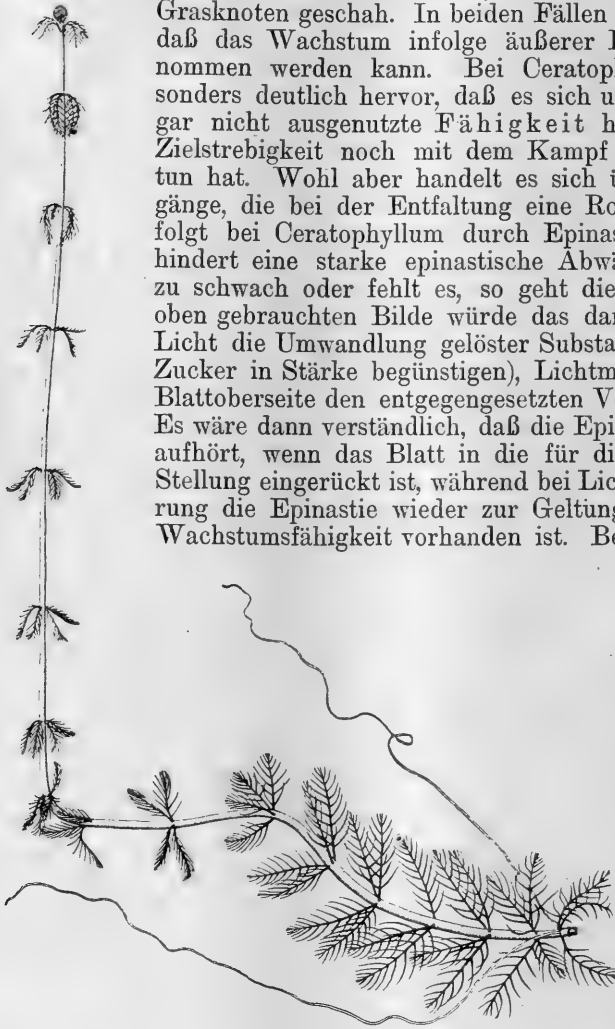 Grasknoten geschah. In beiden Fällen
daß das Wachstum infolge äußerer
nommen werden kann. Bei Ceratoph
sonders deutlich hervor, daß es sich u
gar nicht ausgenutzte Fähigkeit h
Zielstrebigkeit noch mit dem Kampf
tun hat. Wohl aber handelt es sich i
gänge, die bei der Entfaltung eine Ro
folgt bei Ceratophyllum durch Epinas
hindert eine starke epinastische Abwä
zu schwach oder fehlt es, so geht die
oben gebrauchten Bilde würde das da
Licht die Umwandlung gelöster Substa
Zucker in Stärke begünstigen), Lichtm
Blattoberseite den entgegengesetzten V
Es wäre dann verständlich, daß die Epi
aufhört, wenn das Blatt in die für di
Stellung eingerückt ist, während bei Lic
rung die Epinastie wieder zur Geltung
Wachstumsfähigkeit vorhanden ist. Be